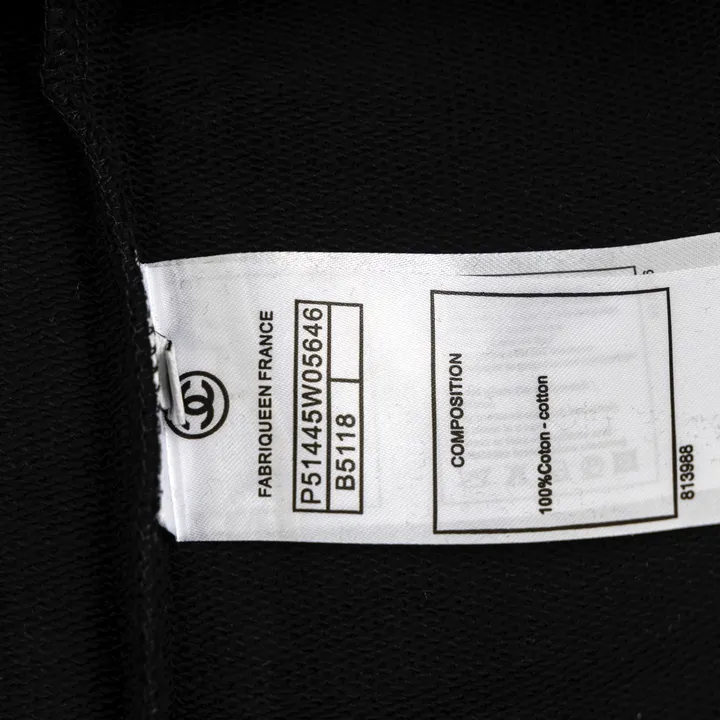 FABRIQUEEN FRANCE
P51445W05646
B5118
COMPOSITION
100%Coton - cotton
813988